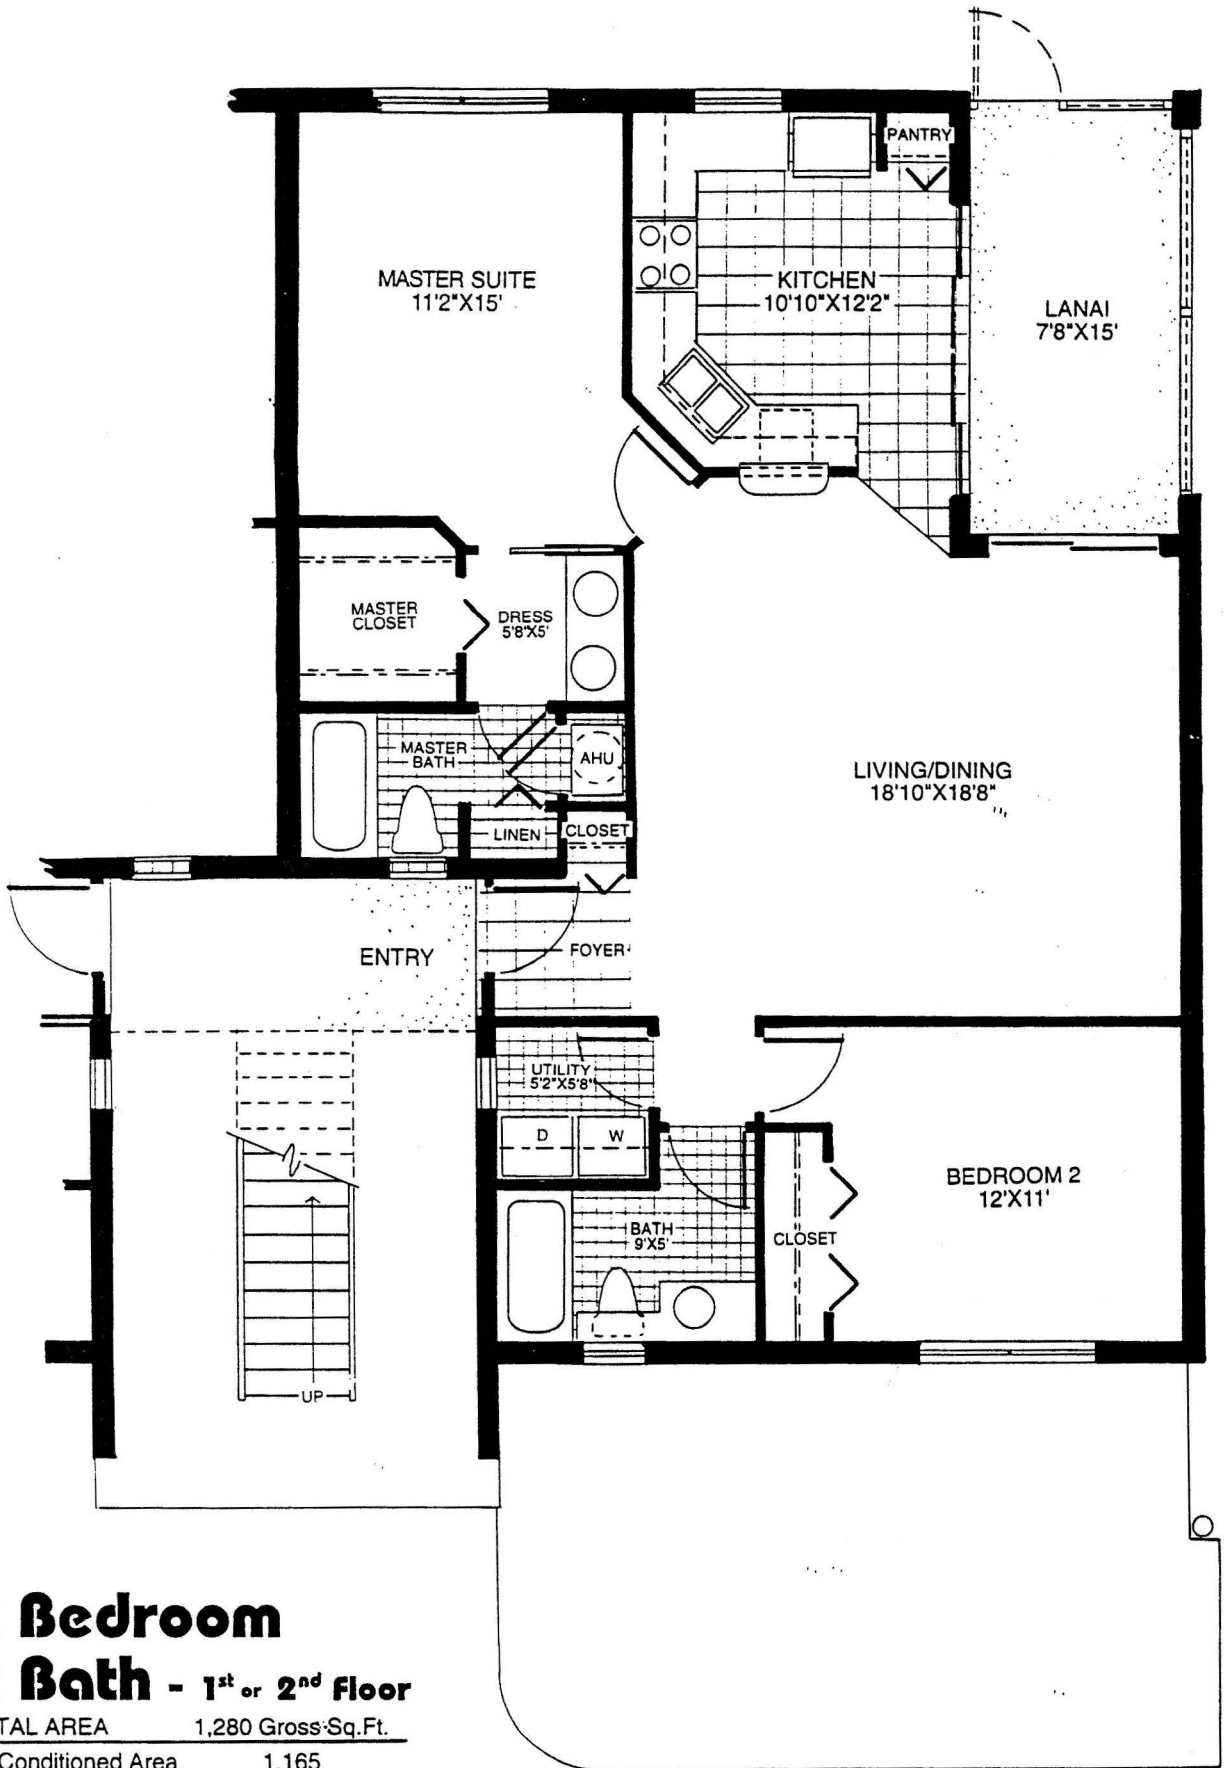 PANTRY
MASTER SUITE
11'2"X15'
KITCHEN
10'10"X12'2"
LANAI
7'8"X15'
MASTER
CLOSET
DRESS
5'8"X5'
MASTER
BATH
AHU
LINEN
CLOSET
LIVING/DINING
18'10"X18'8"
ENTRY
FOYER
UTILITY
5'2"X5'8"
D
W
BEDROOM 2
12'X11'
BATH
9'X5'
CLOSET
UP
Bedroom
Bath - 1st or 2nd Floor
TAL AREA 1,280 Gross Sq.Ft.
Conditioned Area 1,165